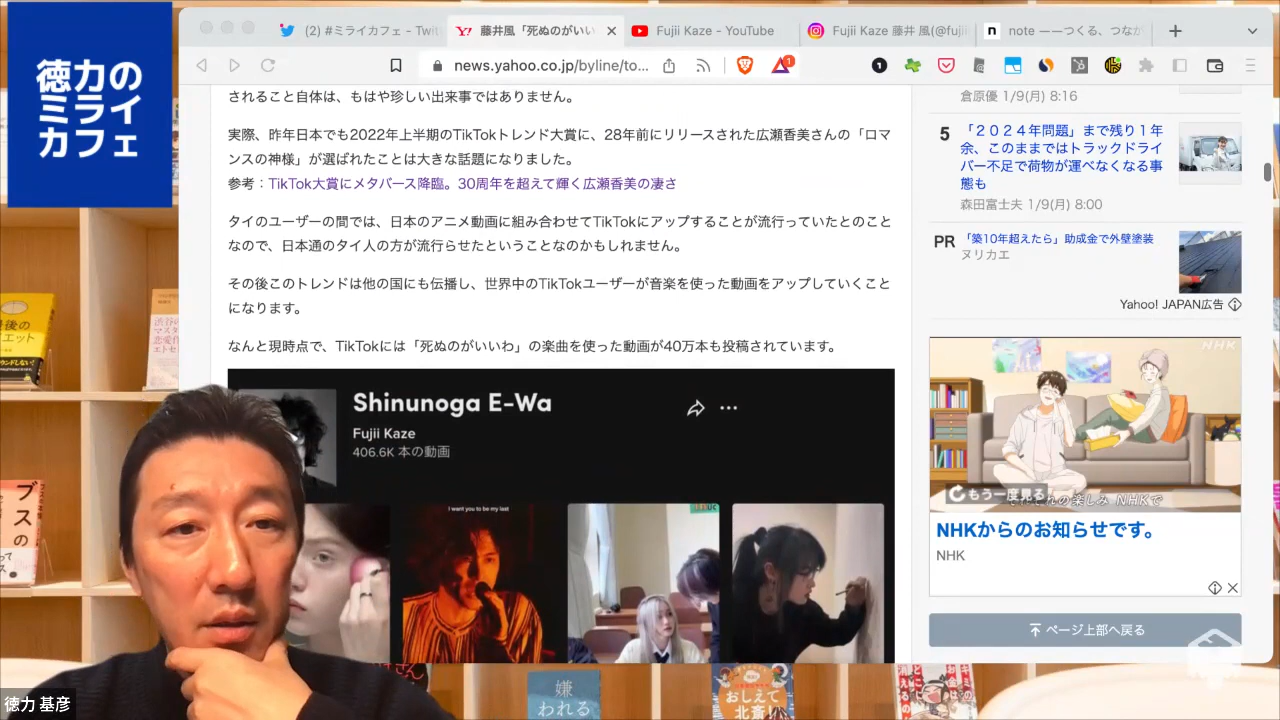 徳力の
ミライ
カフェ
(2) #ミライカフェ - Twit
藤井風「死ぬのがいい
Fujii Kaze - YouTube
Fujii Kaze 藤井 風(@fujii
note ——つくる、つなが
news.yahoo.co.jp/byline/to...
されること自体は、もはや珍しい出来事ではありません。
実際、昨年日本でも2022年上半期のTikTokトレンド大賞に、28年前にリリースされた広瀬香美さんの「ロマ
ンスの神様」が選ばれたことは大きな話題になりました。
参考：TikTok大賞にメタバース降臨。30周年を超えて輝く広瀬香美の凄さ
タイのユーザーの間では、日本のアニメ動画に組み合わせてTikTokにアップすることが流行っていたとのこと
なので、日本通のタイ人の方が流行らせたということなのかもしれません。
その後このトレンドは他の国にも伝播し、世界中のTikTokユーザーが音楽を使った動画をアップしていくこと
になります。
なんと現時点で、TikTokには「死ぬのがいいわ」の楽曲を使った動画が40万本も投稿されています。
Shinunoga E-Wa
Fujii Kaze
406.6K 本の動画
I want you to be my last
倉原優 1/9(月) 8:16
5
「２０２４年問題」まで残り１年
余、このままではトラックドライ
バー不足で荷物が運べなくなる事
態も
森田富士夫 1/9(月) 8:00
PR
「築10年超えたら」助成金で外壁塗装
ヌリカエ
Yahoo! JAPAN広告
NHK
もう一度見る
それぞれの楽しみ NHKで
NHKからのお知らせです。
NHK
ページ上部へ戻る
最後の
ブス
の
嫌
われる
おしえて
北斎!
徳力 基彦